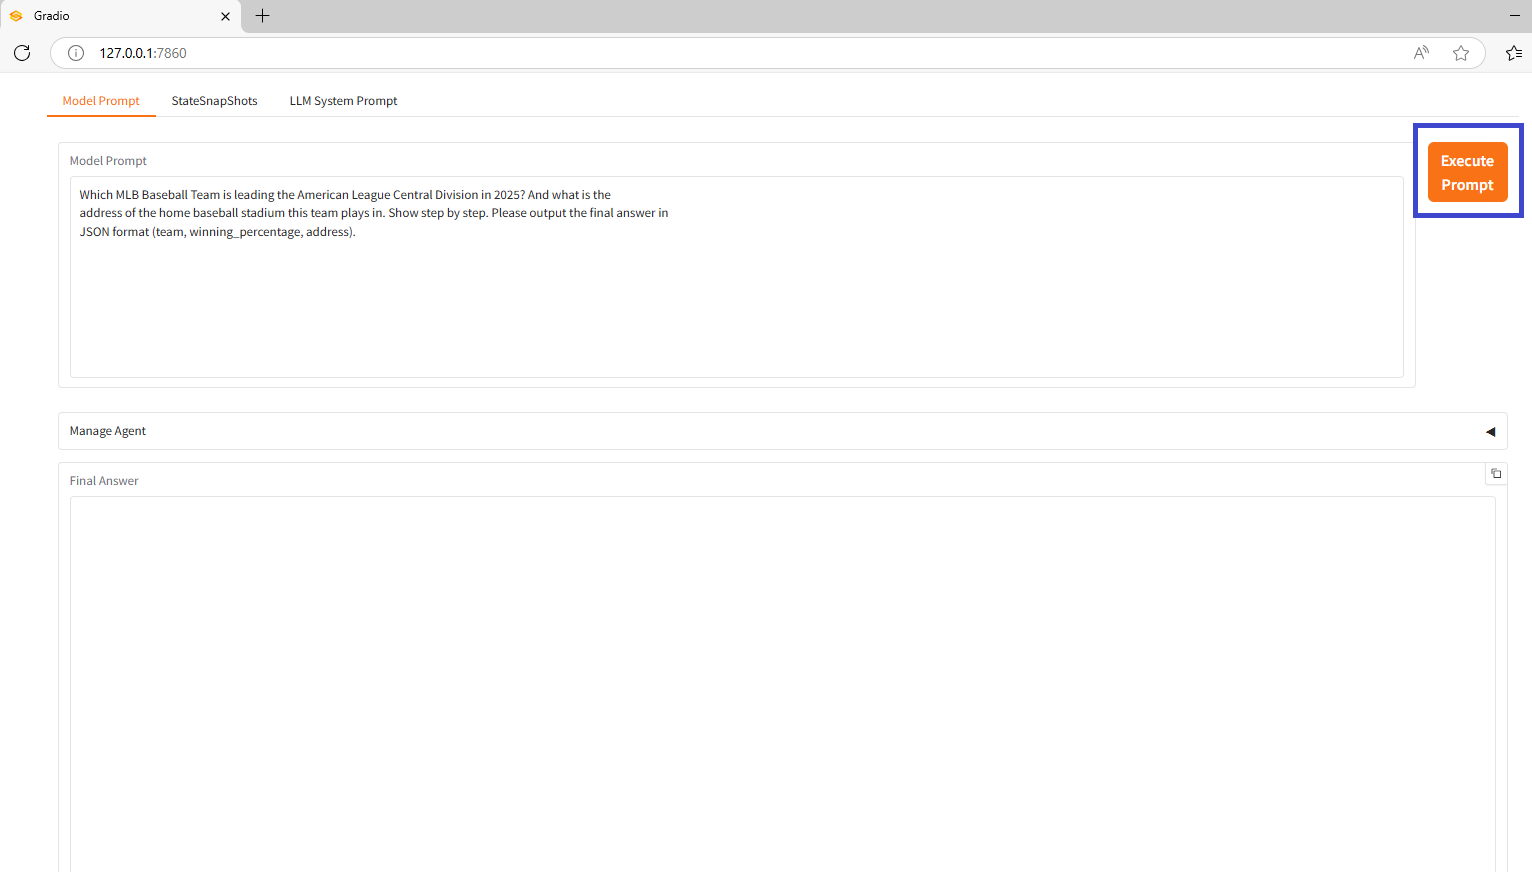 Gradio
127.0.0.1:7860
Model Prompt StateSnapShots LLM System Prompt
Model Prompt
Which MLB Baseball Team is leading the American League Central Division in 2025? And what is the
address of the home baseball stadium this team plays in. Show step by step. Please output the final answer in
JSON format (team, winning_percentage, address).
Execute
Prompt
Manage Agent
Final Answer